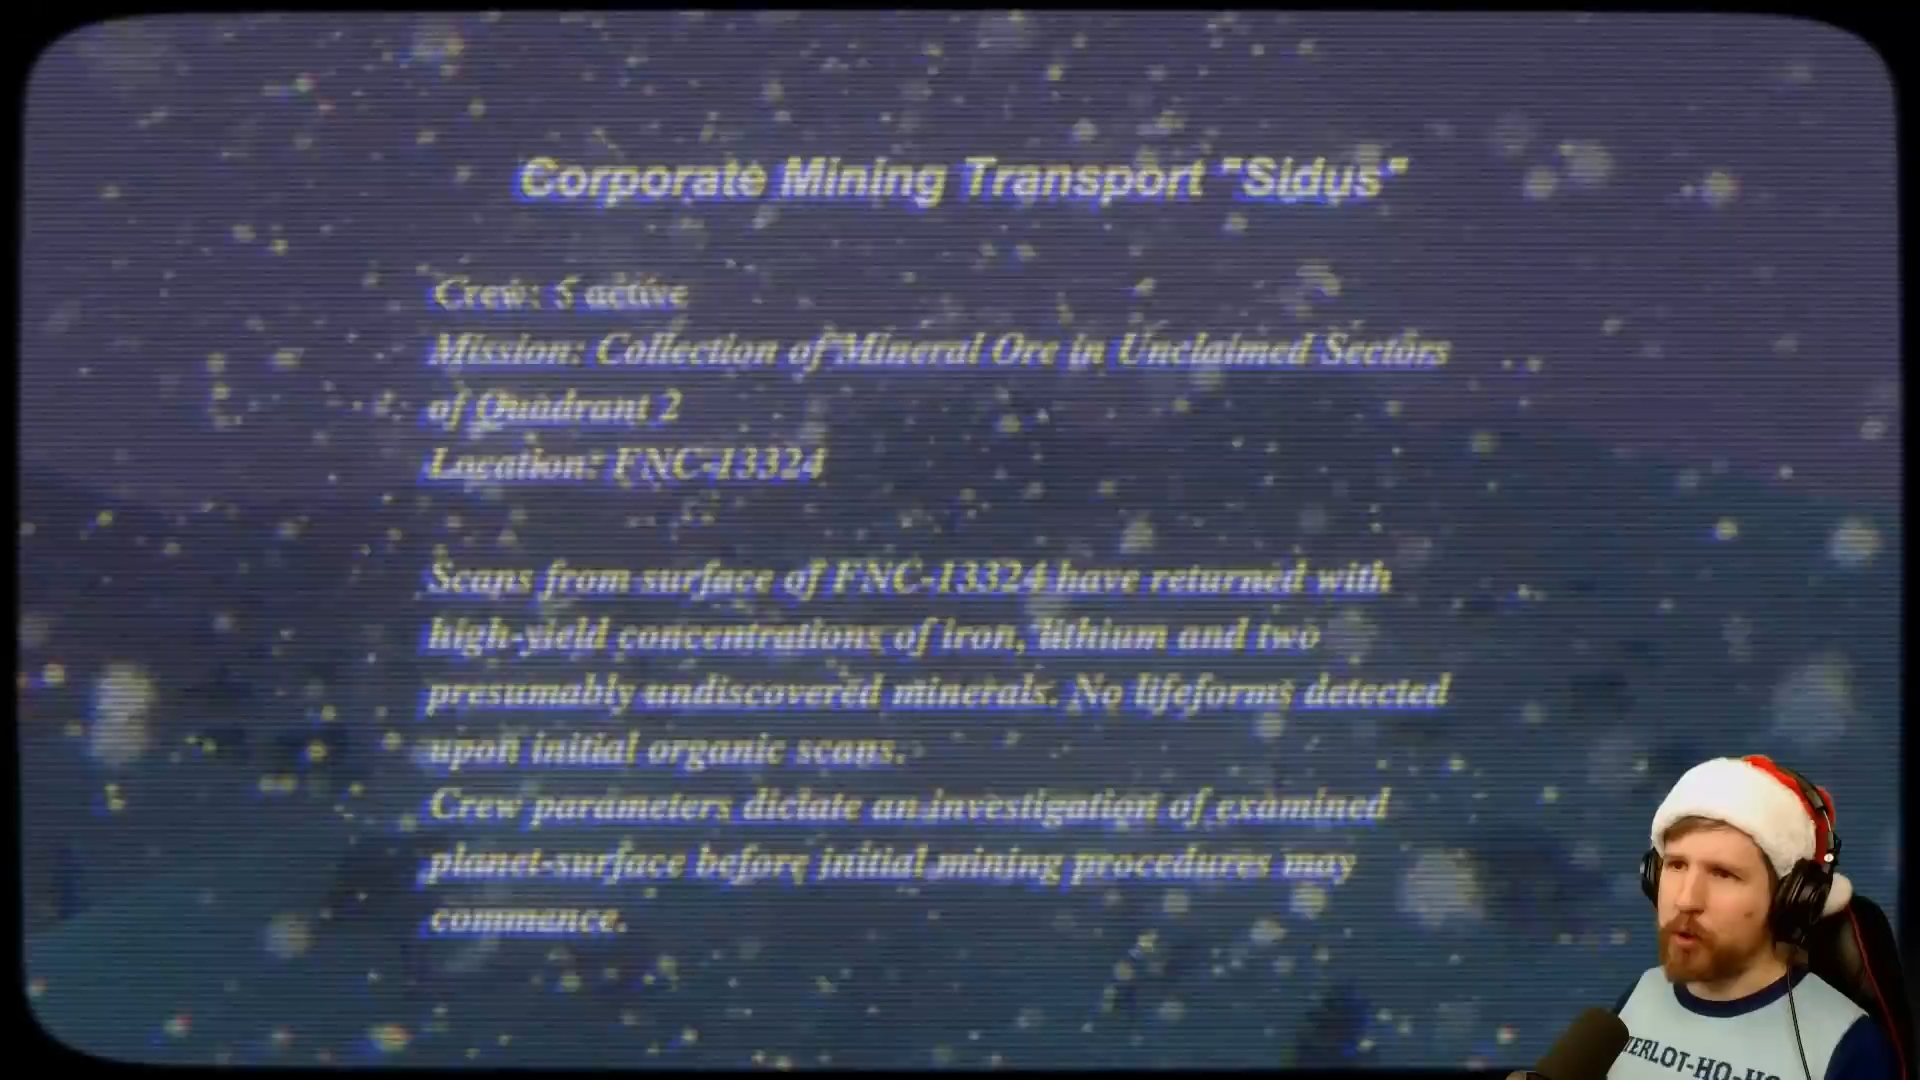 Corporate Mining Transport "Sidus"
Crew: 5 active
Mission: Collection of Mineral Ore in Unclaimed Sectors
of Quadrant 2
Location: FNC-13324
Scans from surface of FNC-13324 have returned with
high-yield concentrations of iron, lithium and two
presumably undiscovered minerals. No lifeforms detected
upon initial organic scans.
Crew parameters dictate an investigation of examined
planet-surface before initial mining procedures may
commence.